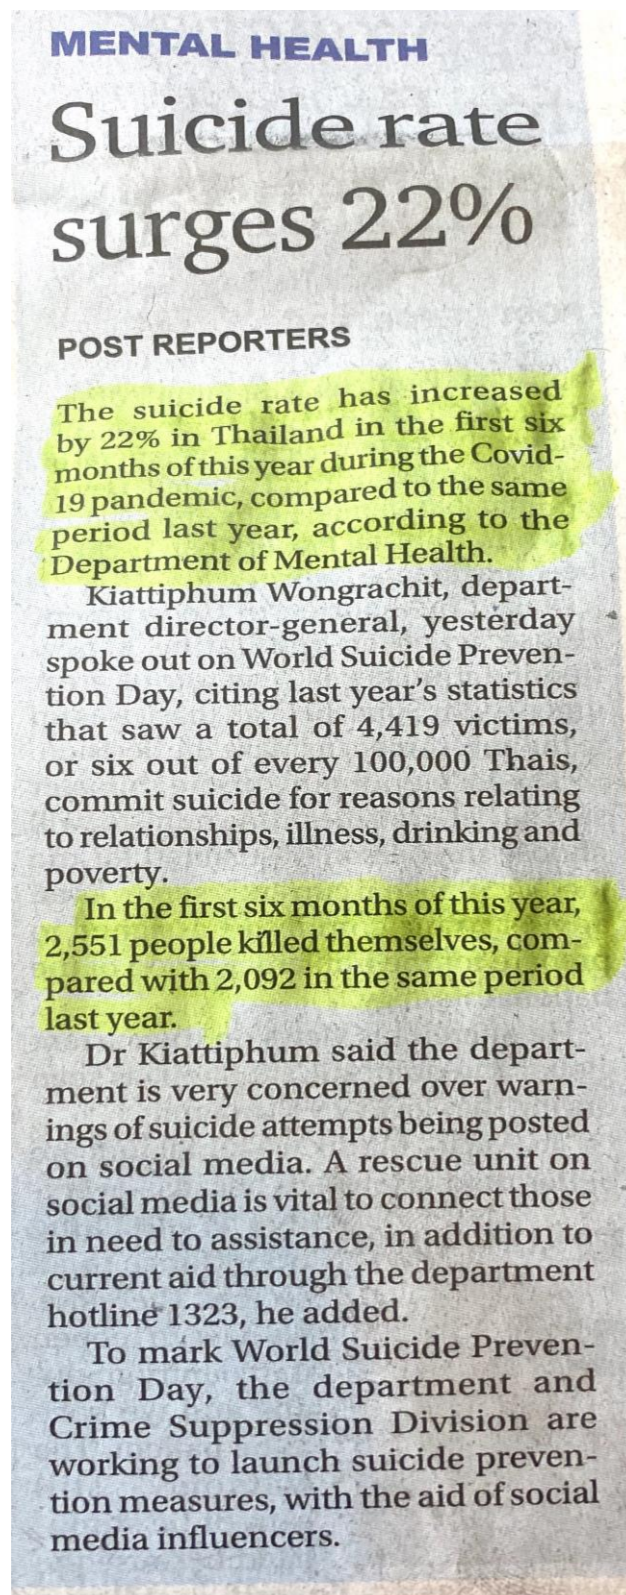 MENTAL HEALTH
Suicide rate
surges 22%
POST REPORTERS
The suicide rate has increased
by 22% in Thailand in the first six
months of this year during the Covid-
19 pandemic, compared to the same
period last year, according to the
Department of Mental Health.
Kiattiphum Wongrachit, depart-
ment director-general, yesterday
spoke out on World Suicide Preven-
tion Day, citing last year's statistics
that saw a total of 4,419 victims,
or six out of every 100,000 Thais,
commit suicide for reasons relating
to relationships, illness, drinking and
poverty.
In the first six months of this year,
2,551 people killed themselves, com-
pared with 2,092 in the same period
last year.
Dr Kiattiphum said the depart-
ment is very concerned over warn-
ings of suicide attempts being posted
on social media. A rescue unit on
social media is vital to connect those
in need to assistance, in addition to
current aid through the department
hotline 1323, he added.
To mark World Suicide Preven-
tion Day, the department and
Crime Suppression Division are
working to launch suicide preven-
tion measures, with the aid of social
media influencers.